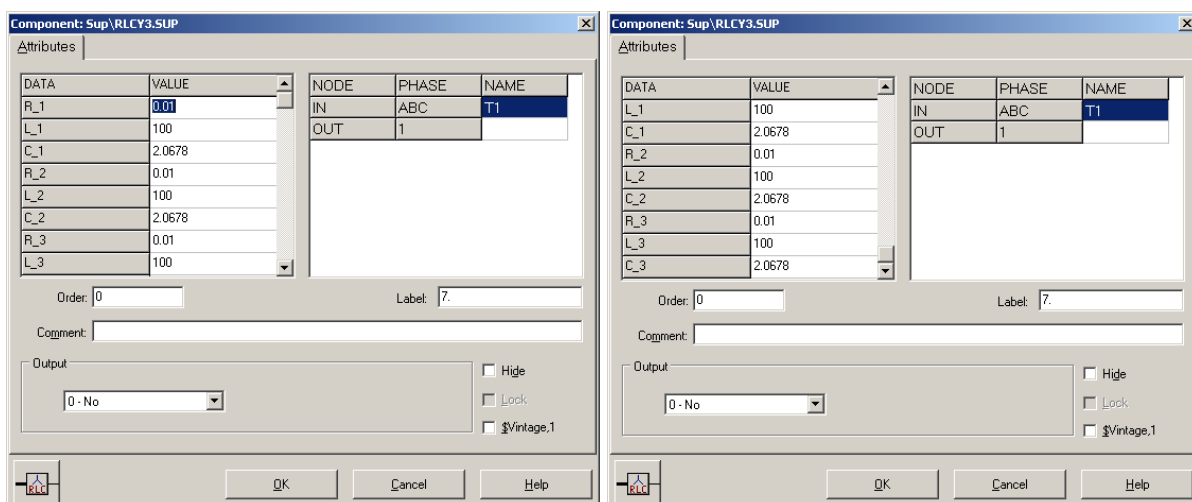 Component: Sup\RLCY3.SUP
Attributes
DATA VALUE
R_1 0.01
L_1 100
C_1 2.0678
R_2 0.01
L_2 100
C_2 2.0678
R_3 0.01
L_3 100
NODE PHASE NAME
IN ABC T1
OUT 1
Order: 0
Label: 7.
Comment:
Output
0 - No
Hide
Lock
$Vintage,1
RLC
OK
Cancel
Help
Component: Sup\RLCY3.SUP
Attributes
DATA VALUE
L_1 100
C_1 2.0678
R_2 0.01
L_2 100
C_2 2.0678
R_3 0.01
L_3 100
C_3 2.0678
NODE PHASE NAME
IN ABC T1
OUT 1
Order: 0
Label: 7.
Comment:
Output
0 - No
Hide
Lock
$Vintage,1
RLC
OK
Cancel
Help